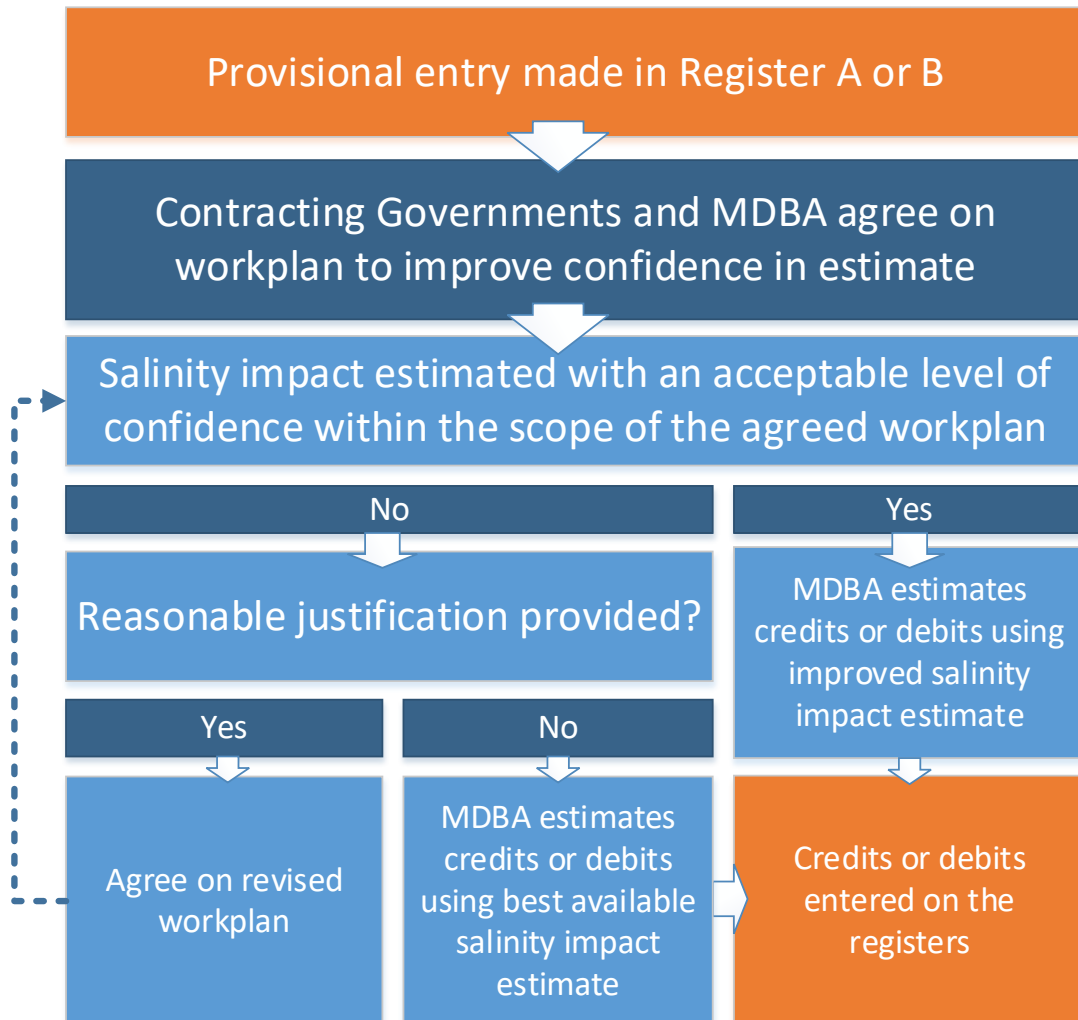 Provisional entry made in Register A or B
Contracting Governments and MDBA agree on
workplan to improve confidence in estimate
Salinity impact estimated with an acceptable level of
confidence within the scope of the agreed workplan
No
Yes
Reasonable justification provided?
MDBA estimates
credits or debits using
improved salinity
impact estimate
Yes
No
Agree on revised
workplan
MDBA estimates
credits or debits
using best available
salinity impact
estimate
Credits or debits
entered on the
registers